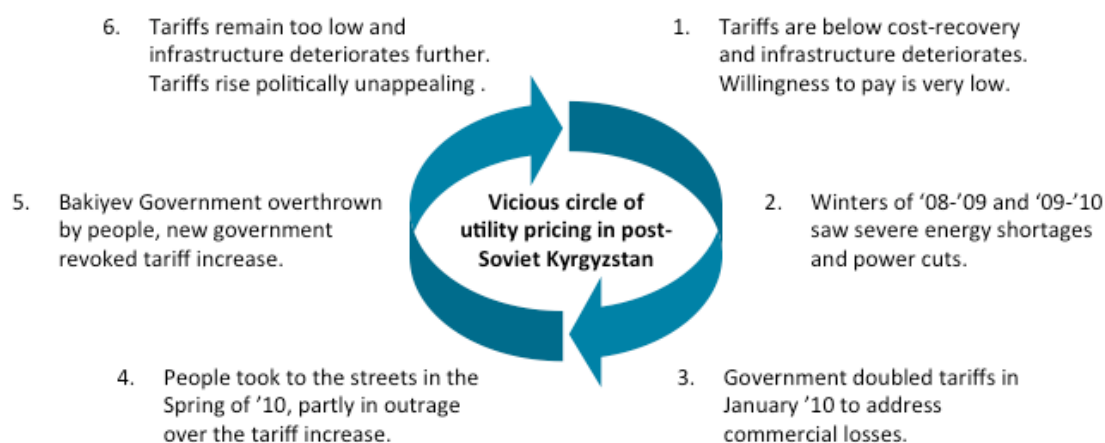 1. Tariffs are below cost-recovery
and infrastructure deteriorates.
Willingness to pay is very low.
2. Winters of ‘08-’09 and ‘09-’10
saw severe energy shortages
and power cuts.
3. Government doubled tariffs in
January ’10 to address
commercial losses.
4. People took to the streets in the
Spring of ’10, partly in outrage
over the tariff increase.
5. Bakiyev Government overthrown
by people, new government
revoked tariff increase.
6. Tariffs remain too low and
infrastructure deteriorates further.
Tariffs rise politically unappealing .
Vicious circle of
utility pricing in post-
Soviet Kyrgyzstan